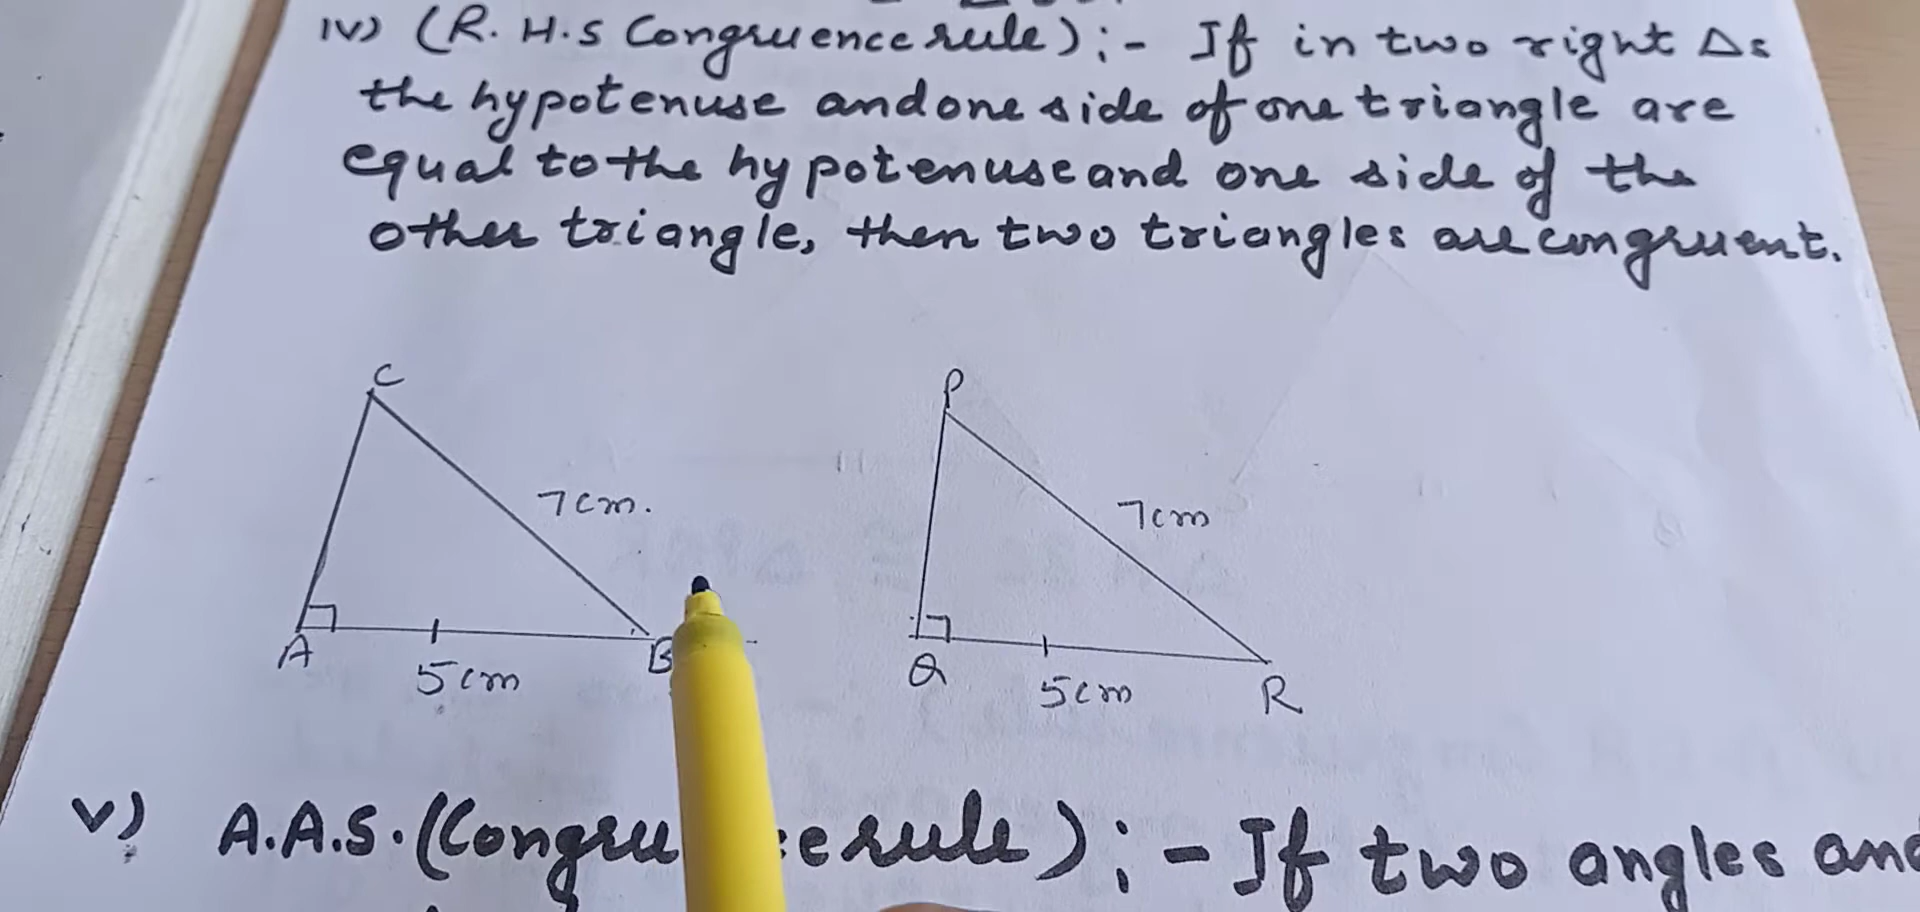 iv) (R. H.S Congruence rule) ; - If in two right Δs
the hypotenuse and one side of one triangle are
equal to the hypotenuse and one side of the
other triangle, then two triangles are congruent.
C
P
7cm.
7cm
A
5cm
B
Q
5cm
R
v) A.A.S. (Congru ce rule) ; - If two angles and